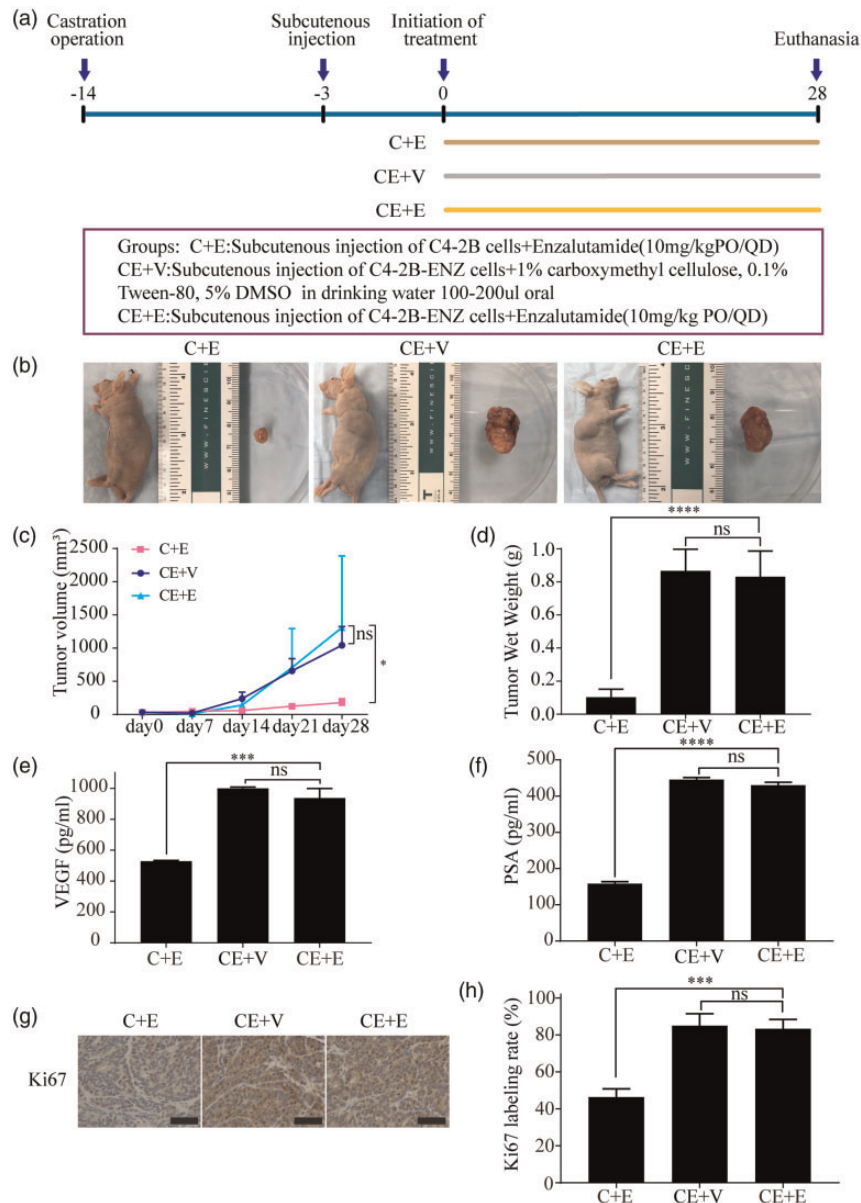 (a)
Castration
operation
Subcutenous
injection
Initiation of
treatment
Euthanasia
-14
-3
0
28
C+E
CE+V
CE+E
Groups: C+E:Subcutenous injection of C4-2B cells+Enzalutamide(10mg/kgPO/QD)
CE+V:Subcutenous injection of C4-2B-ENZ cells+1% carboxymethyl cellulose, 0.1%
Tween-80, 5% DMSO in drinking water 100-200ul oral
CE+E:Subcutenous injection of C4-2B-ENZ cells+Enzalutamide(10mg/kg PO/QD)
(b)
C+E
CE+V
CE+E
WWW.FINESCI
WWW.FINESCI
WWW.FINESCI
(c)
Tumor volume (mm³)
2500
2000
1500
1000
500
0
C+E
CE+V
CE+E
ns
*
day0 day7 day14 day21 day28
(d)
Tumor Wet Weight (g)
1.0
0.8
0.6
0.4
0.2
0.0
****
ns
C+E CE+V CE+E
(e)
VEGF (pg/ml)
1000
800
600
400
200
0
***
ns
C+E CE+V CE+E
(f)
PSA (pg/ml)
500
400
300
200
100
0
****
ns
C+E CE+V CE+E
(g)
C+E CE+V CE+E
Ki67
(h)
Ki67 labeling rate (%)
100
80
60
40
20
0
***
ns
C+E CE+V CE+E